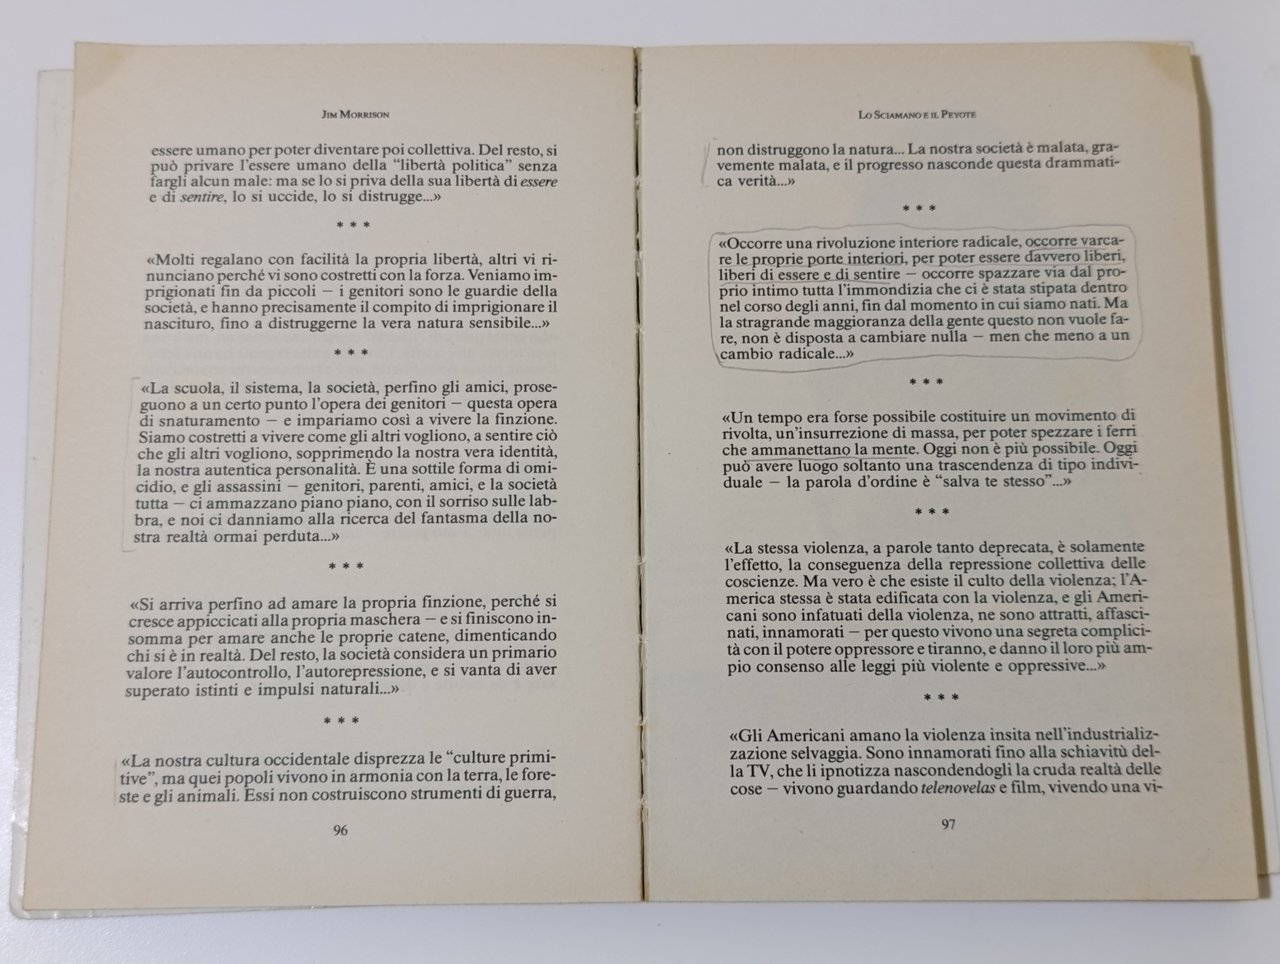 JIM MORRISON
essere umano per poter diventare poi collettiva. Del resto, si
può privare l'essere umano della “libertà politica” senza
fargli alcun male: ma se lo si priva della sua libertà di essere
e di sentire, lo si uccide, lo si distrugge...»
* * *
«Molti regalano con facilità la propria libertà, altri vi ri-
nunciano perché vi sono costretti con la forza. Veniamo im-
prigionati fin da piccoli — i genitori sono le guardie della
società, e hanno precisamente il compito di imprigionare il
nascituro, fino a distruggerne la vera natura sensibile...»
* * *
«La scuola, il sistema, la società, perfino gli amici, prose-
guono a un certo punto l'opera dei genitori — questa opera
di snaturamento — e impariamo così a vivere la finzione.
Siamo costretti a vivere come gli altri vogliono, a sentire ciò
che gli altri vogliono, sopprimendo la nostra vera identità,
la nostra autentica personalità. È una sottile forma di omi-
cidio, e gli assassini — genitori, parenti, amici, e la società
tutta — ci ammazzano piano piano, con il sorriso sulle lab-
bra, e noi ci danniamo alla ricerca del fantasma della no-
stra realtà ormai perduta...»
* * *
«Si arriva perfino ad amare la propria finzione, perché si
cresce appiccicati alla propria maschera — e si finiscono in-
somma per amare anche le proprie catene, dimenticando
chi si è in realtà. Del resto, la società considera un primario
valore l'autocontrollo, l'autorepressione, e si vanta di aver
superato istinti e impulsi naturali...»
* * *
«La nostra cultura occidentale disprezza le “culture primi-
tive”, ma quei popoli vivono in armonia con la terra, le fore-
ste e gli animali. Essi non costruiscono strumenti di guerra,
96
LO SCIAMANO E IL PEYOTE
non distruggono la natura... La nostra società è malata, gra-
vemente malata, e il progresso nasconde questa drammati-
ca verità...»
* * *
«Occorre una rivoluzione interiore radicale, occorre varca-
re le proprie porte interiori, per poter essere davvero liberi,
liberi di essere e di sentire — occorre spazzare via dal pro-
prio intimo tutta l'immondizia che ci è stata stipata dentro
nel corso degli anni, fin dal momento in cui siamo nati. Ma
la stragrande maggioranza della gente questo non vuole fa-
re, non è disposta a cambiare nulla — men che meno a un
cambio radicale...»
* * *
«Un tempo era forse possibile costituire un movimento di
rivolta, un'insurrezione di massa, per poter spezzare i ferri
che ammanettano la mente. Oggi non è più possibile. Oggi
può avere luogo soltanto una trascendenza di tipo indivi-
duale — la parola d'ordine è “salva te stesso”...»
* * *
«La stessa violenza, a parole tanto deprecata, è solamente
l'effetto, la conseguenza della repressione collettiva delle
coscienze. Ma vero è che esiste il culto della violenza; l'A-
merica stessa è stata edificata con la violenza, e gli Ameri-
cani sono infatuati della violenza, ne sono attratti, affasci-
nati, innamorati — per questo vivono una segreta complici-
tà con il potere oppressore e tiranno, e danno il loro più am-
pio consenso alle leggi più violente e oppressive...»
* * *
«Gli Americani amano la violenza insita nell'industrializ-
zazione selvaggia. Sono innamorati fino alla schiavitù del-
la TV, che li ipnotizza nascondendogli la cruda realtà delle
cose — vivono guardando telenovelas e film, vivendo una vi-
97